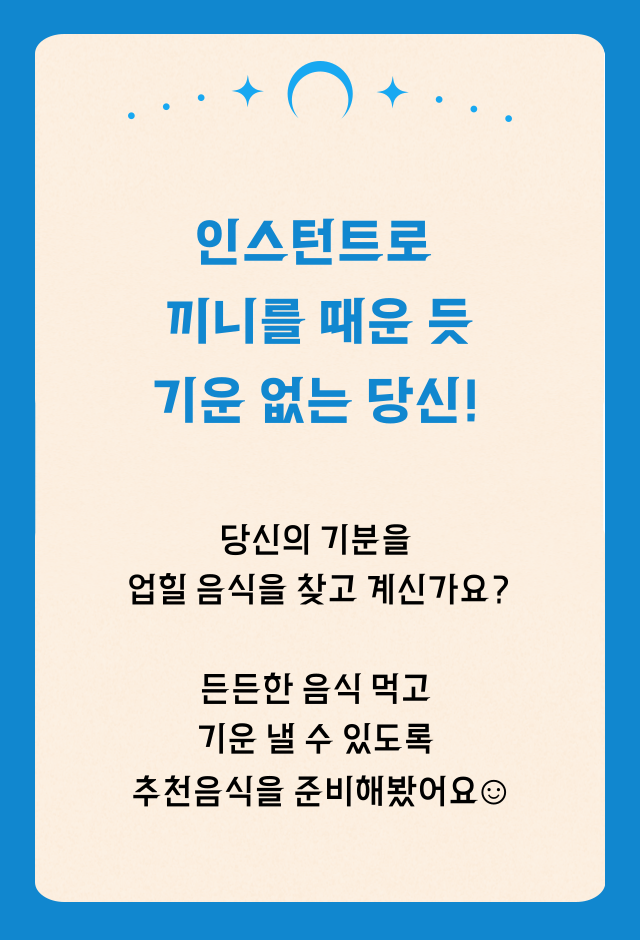 인스턴트로
끼니를 때운 듯
기운 없는 당신!
당신의 기분을
업힐 음식을 찾고 계신가요?
든든한 음식 먹고
기운 낼 수 있도록
추천음식을 준비해봤어요☺